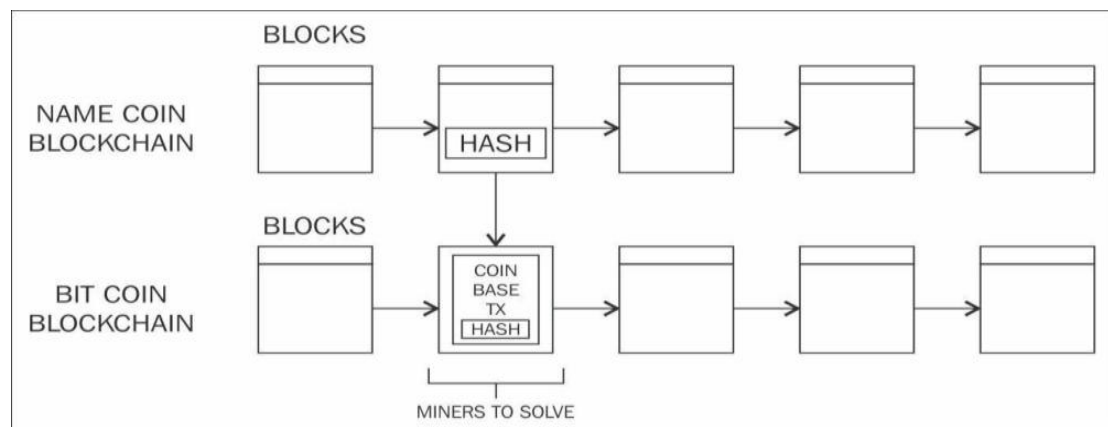 BLOCKS
NAME COIN
BLOCKCHAIN
HASH
BLOCKS
BIT COIN
BLOCKCHAIN
COIN
BASE
TX
HASH
MINERS TO SOLVE